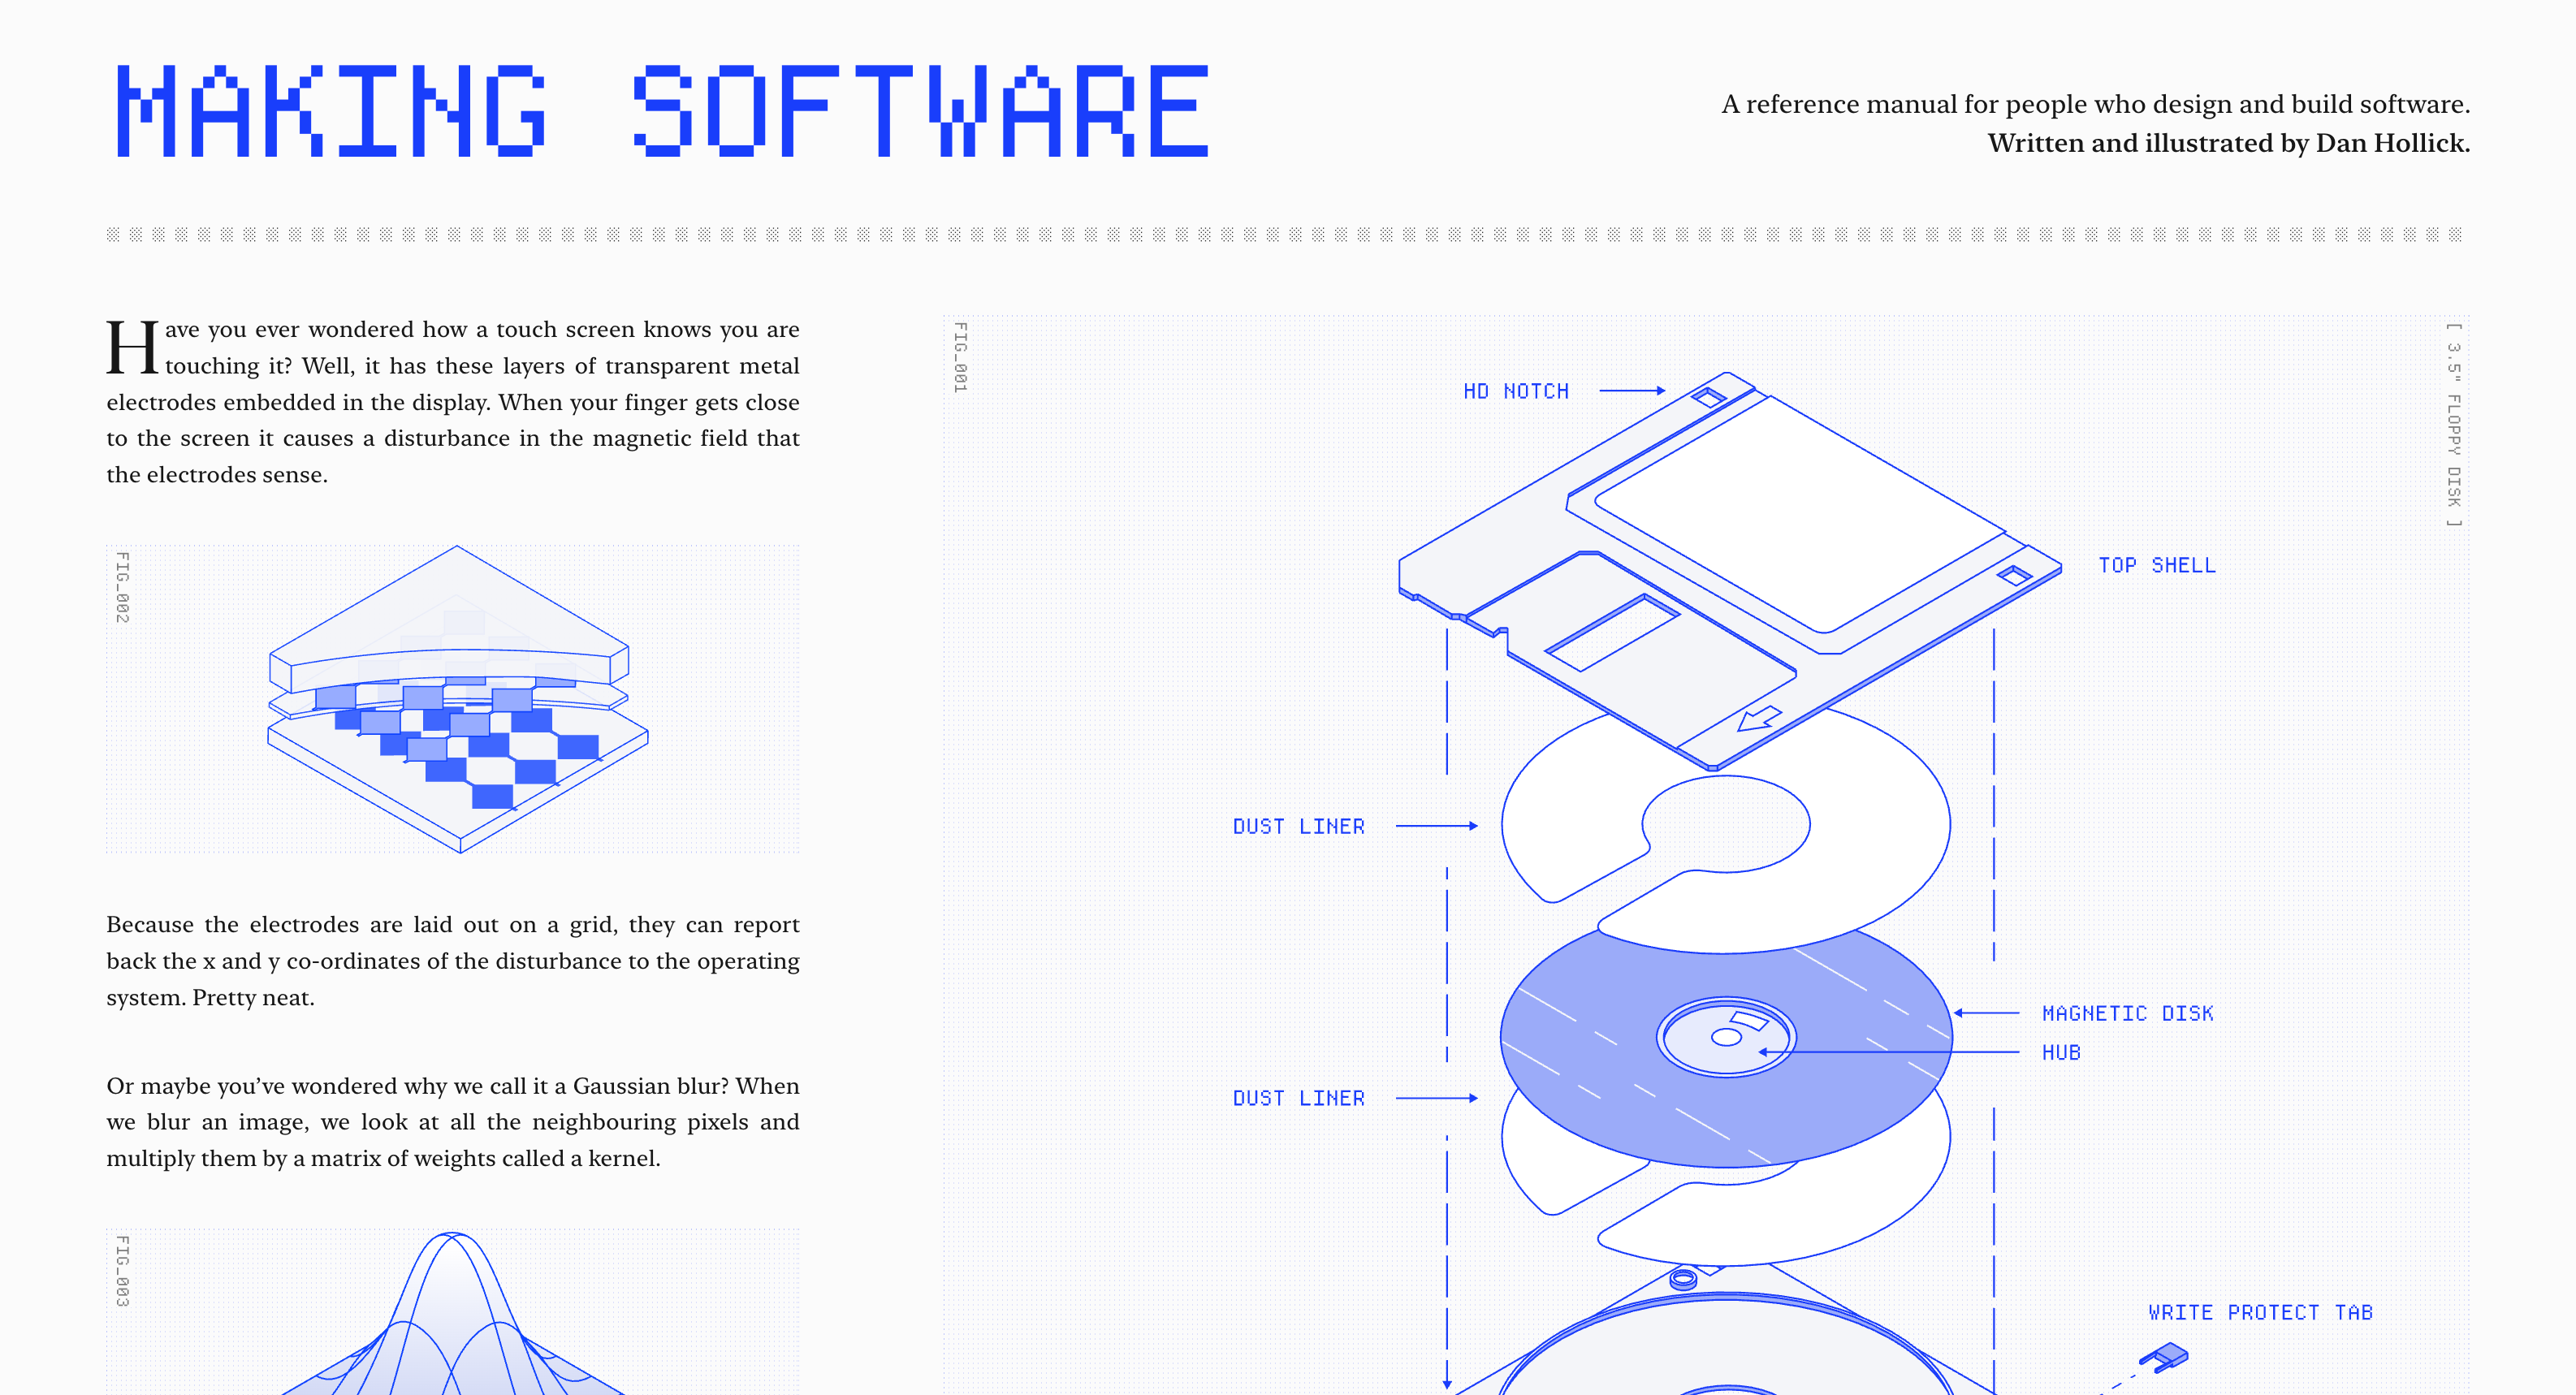 MAKING SOFTWARE
A reference manual for people who design and build software.
Written and illustrated by Dan Hollick.
Have you ever wondered how a touch screen knows you are
touching it? Well, it has these layers of transparent metal
electrodes embedded in the display. When your finger gets close
to the screen it causes a disturbance in the magnetic field that
the electrodes sense.
FIG_002
Because the electrodes are laid out on a grid, they can report
back the x and y co-ordinates of the disturbance to the operating
system. Pretty neat.
Or maybe you’ve wondered why we call it a Gaussian blur? When
we blur an image, we look at all the neighbouring pixels and
multiply them by a matrix of weights called a kernel.
FIG_003
FIG_001
[ 3.5" FLOPPY DISK ]
HD NOTCH
TOP SHELL
DUST LINER
MAGNETIC DISK
HUB
DUST LINER
WRITE PROTECT TAB